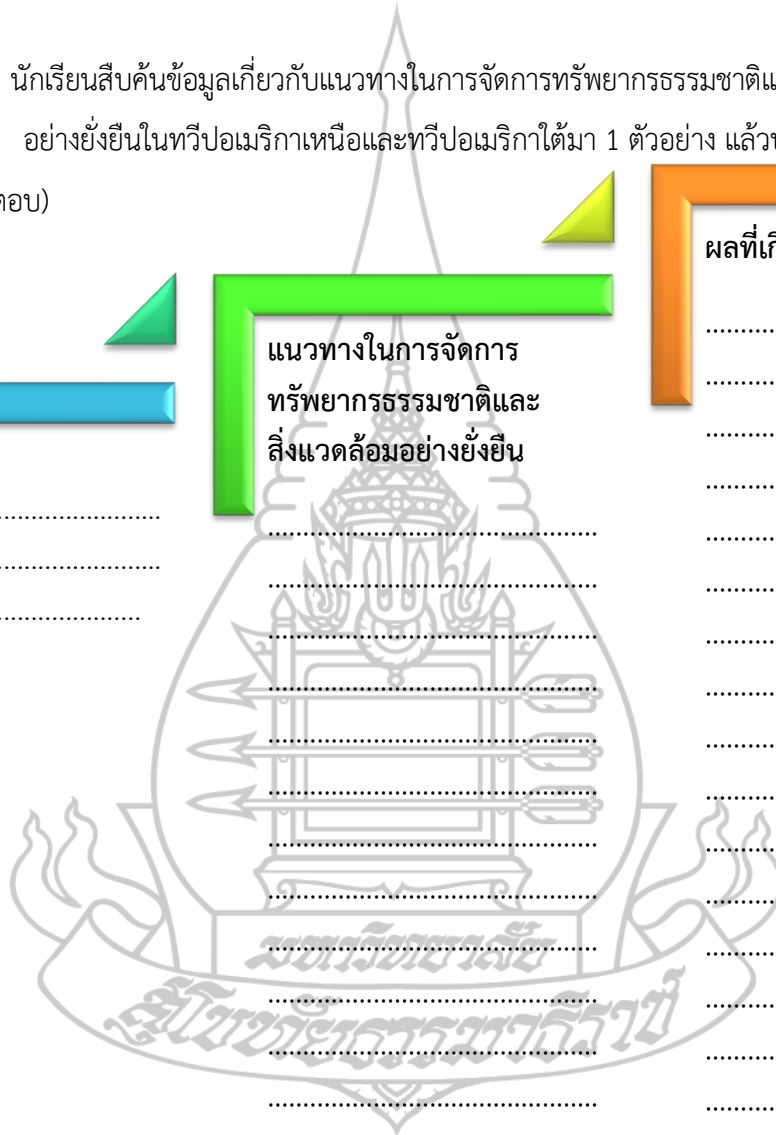 นักเรียนสืบค้นข้อมูลเกี่ยวกับแนวทางในการจัดการทรัพยากรธรรมชาติแ
อย่างยั่งยืนในทวีปอเมริกาเหนือและทวีปอเมริกาใต้มา 1 ตัวอย่าง แล้ว
ตอบ)
ผลที่เกิ
แนวทางในการจัดการ
ทรัพยากรธรรมชาติและ
สิ่งแวดล้อมอย่างยั่งยืน
มหาวิทยาลัย
สุโขทัยธรรมาธิราช